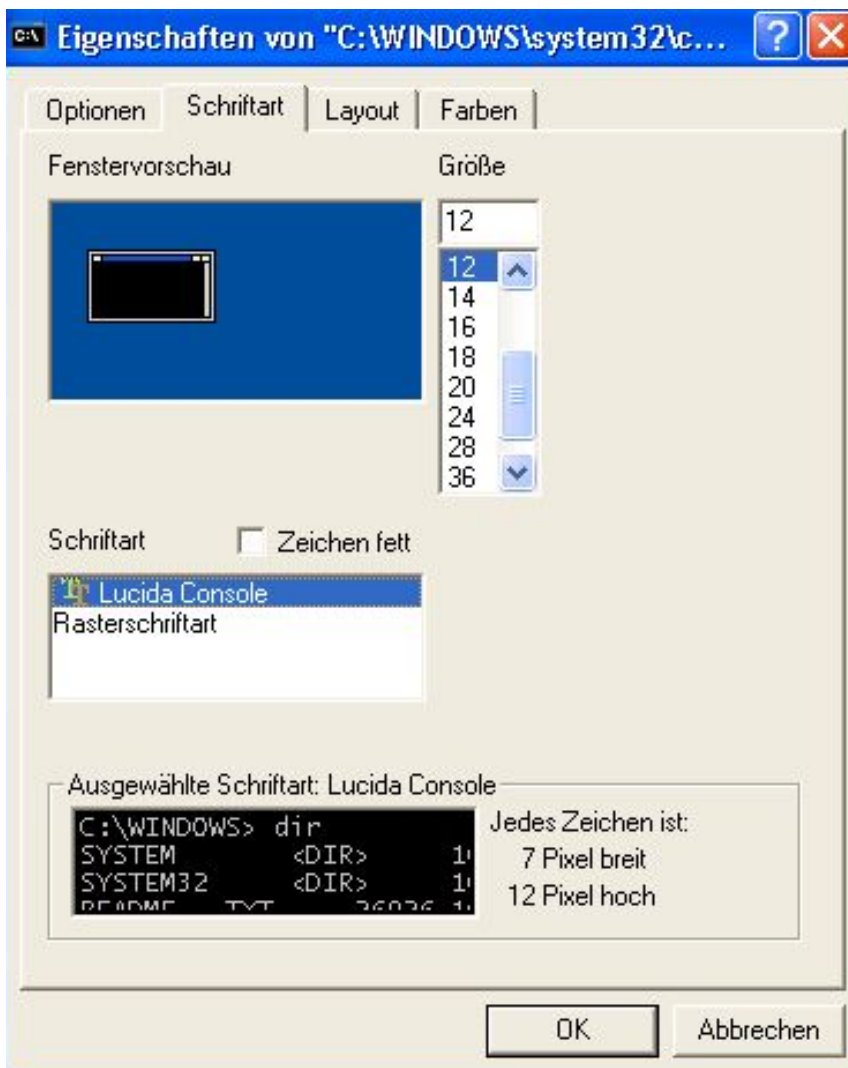 Eigenschaften von "C:\WINDOWS\system32\c...
Optionen Schriftart Layout Farben
Fenstervorschau Größe
12
12
14
16
18
20
24
28
36
Schriftart Zeichen fett
Lucida Console
Rasterschriftart
Ausgewählte Schriftart: Lucida Console
C:\WINDOWS> dir
SYSTEM <DIR>
SYSTEM32 <DIR>
README TXT
Jedes Zeichen ist:
7 Pixel breit
12 Pixel hoch
OK Abbrechen